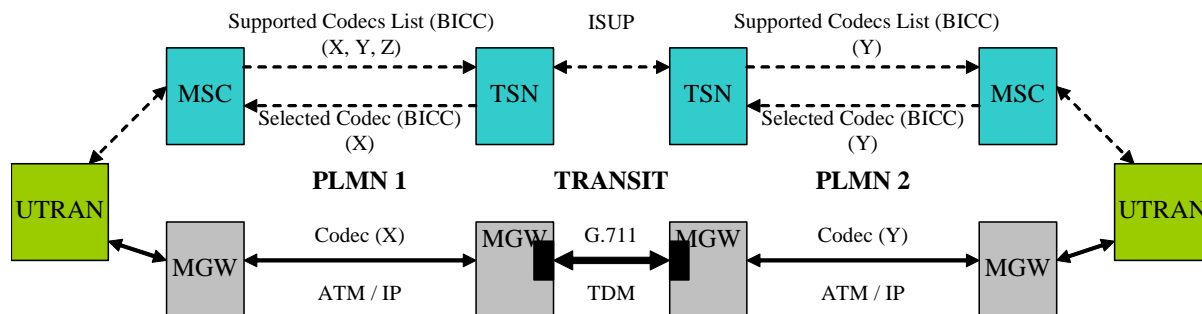 Supported Codecs List (BICC)
(X, Y, Z)
ISUP
Supported Codecs List (BICC)
(Y)
MSC
TSN
TSN
MSC
Selected Codec (BICC)
(X)
Selected Codec (BICC)
(Y)
PLMN 1
TRANSIT
PLMN 2
UTRAN
UTRAN
MGW
Codec (X)
MGW
G.711
MGW
Codec (Y)
MGW
ATM / IP
TDM
ATM / IP